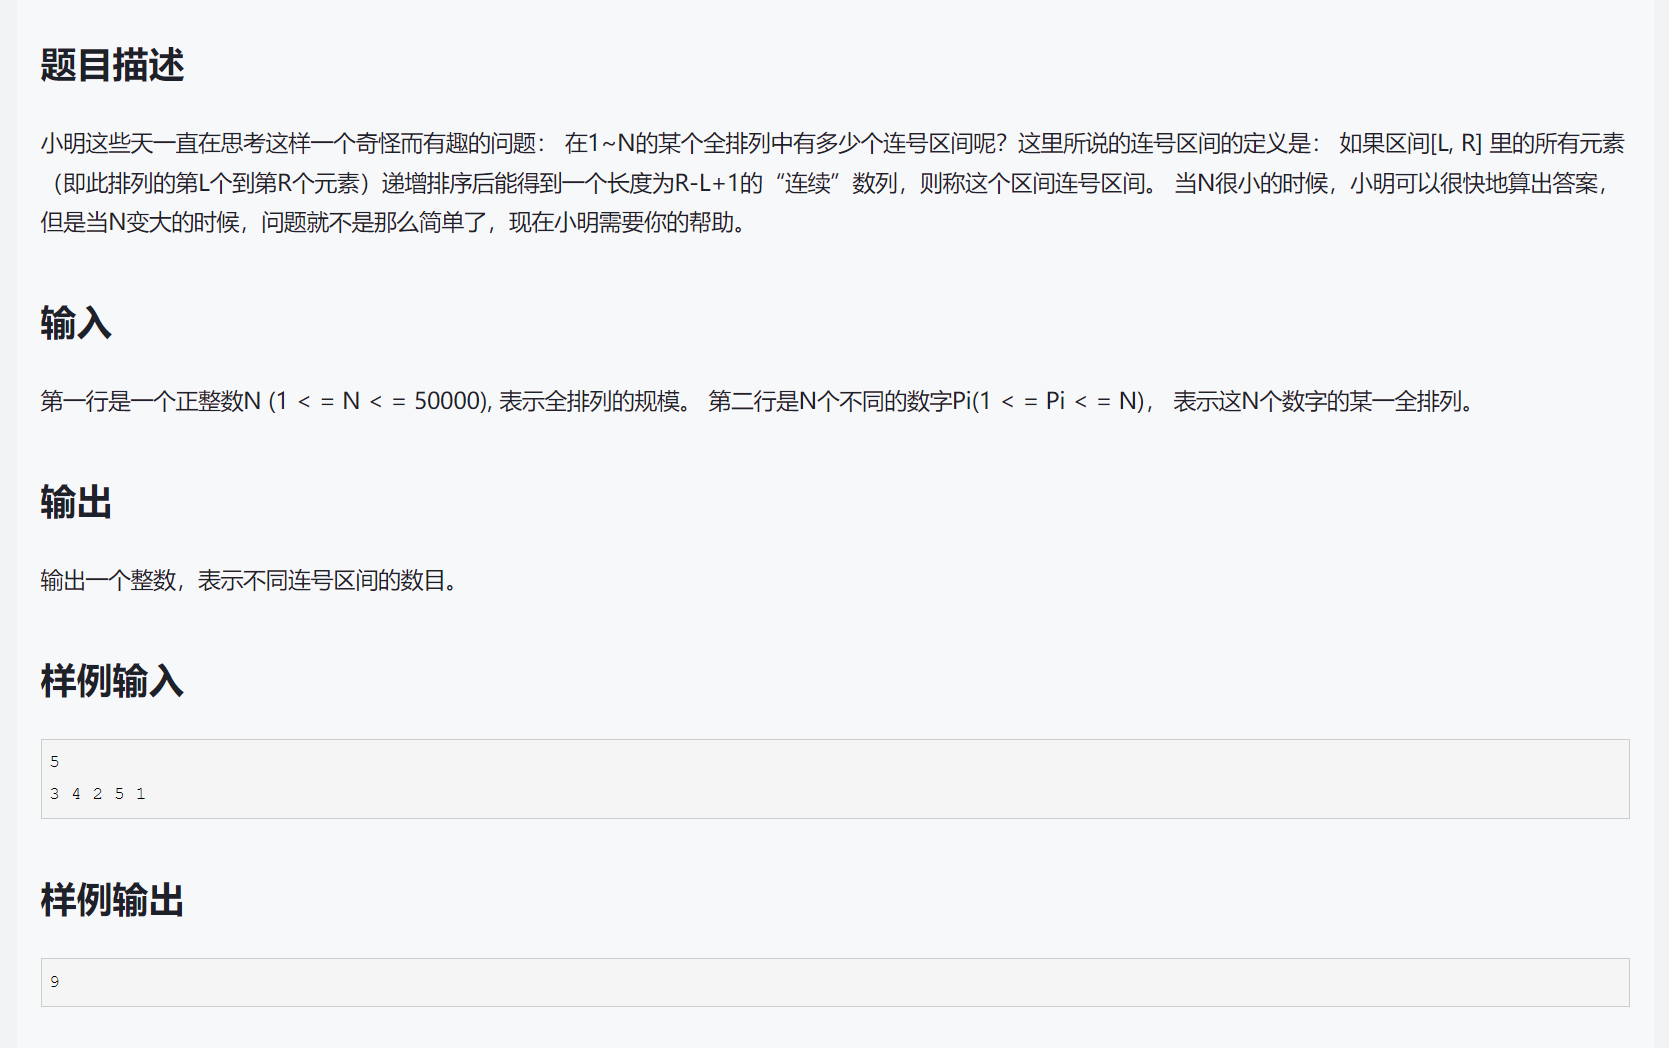 题目描述
小明这些天一直在思考这样一个奇怪而有趣的问题： 在1~N的某个全排列中有多少个连号区间呢？这里所说的连号区间的定义是： 如果区间[L, R] 里的所有元素
（即此排列的第L个到第R个元素）递增排序后能得到一个长度为R-L+1的“连续”数列，则称这个区间连号区间。 当N很小的时候，小明可以很快地算出答案，
但是当N变大的时候，问题就不是那么简单了，现在小明需要你的帮助。
输入
第一行是一个正整数N (1 < = N < = 50000), 表示全排列的规模。 第二行是N个不同的数字Pi(1 < = Pi < = N)， 表示这N个数字的某一全排列。
输出
输出一个整数，表示不同连号区间的数目。
样例输入
5
3 4 2 5 1
样例输出
9